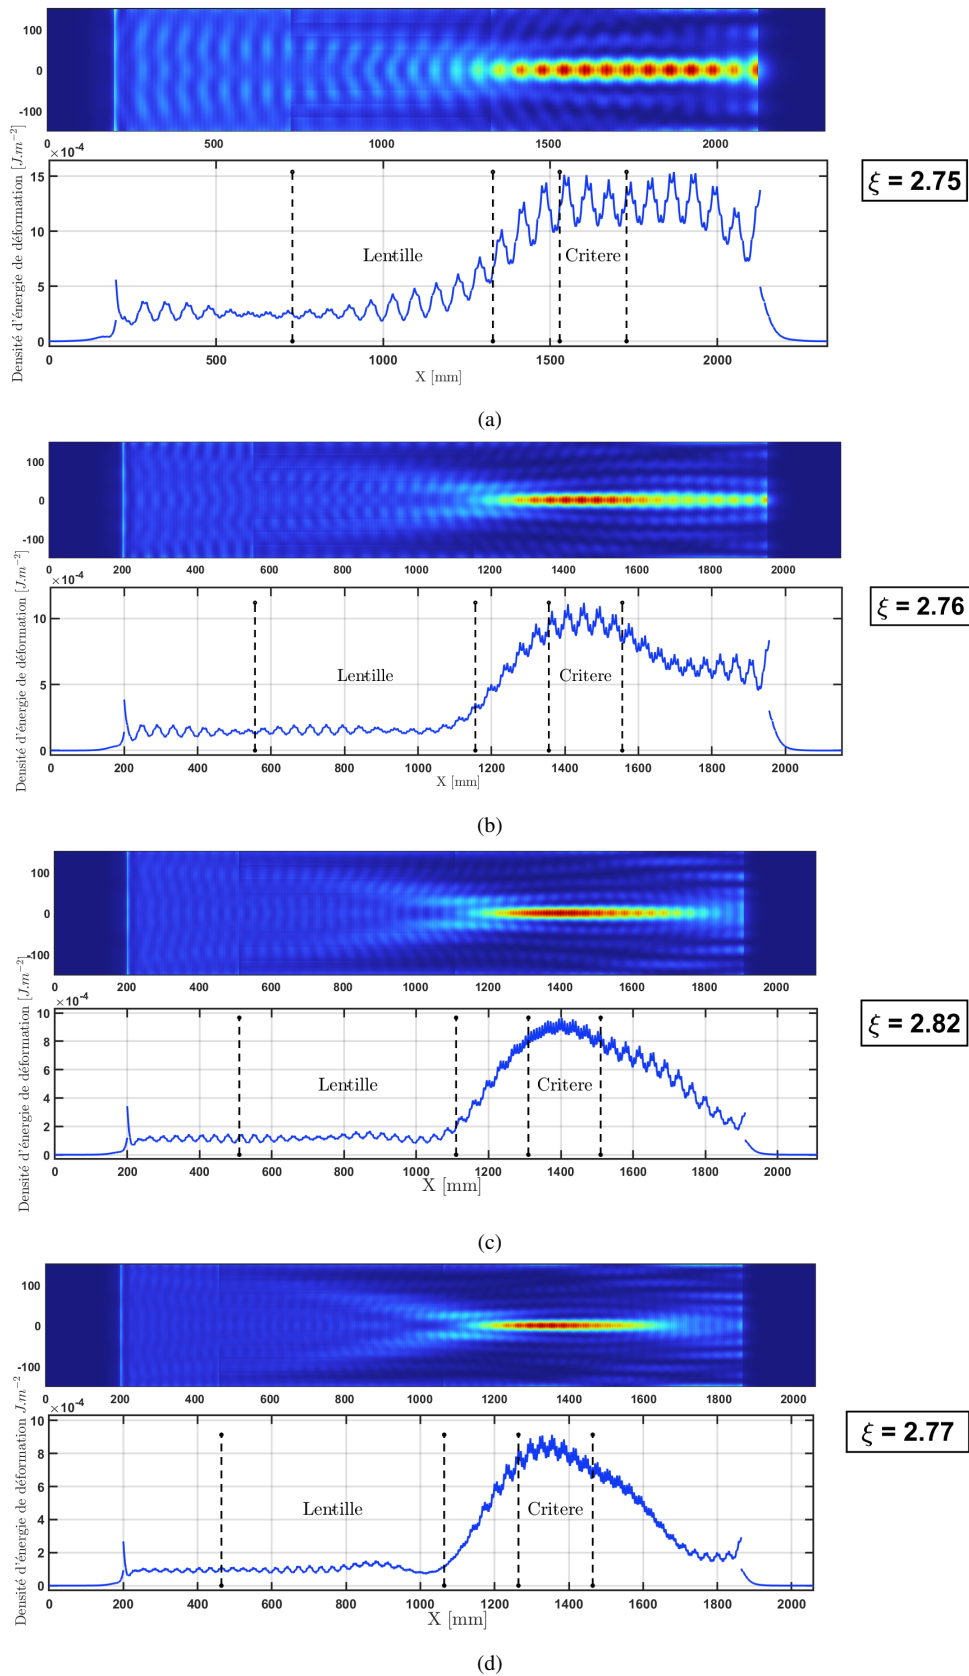 100
0
-100
0 500 1000 1500 2000
×10-4
Densité d'énergie de déformation [J.m−2]
15
10
5
0
Lentille
Critere
0 500 1000 1500 2000
X [mm]
ξ = 2.75
(a)
100
0
-100
0 200 400 600 800 1000 1200 1400 1600 1800 2000
×10-4
Densité d'énergie de déformation [J.m−2]
10
5
0
Lentille
Critere
0 200 400 600 800 1000 1200 1400 1600 1800 2000
X [mm]
ξ = 2.76
(b)
100
0
-100
0 200 400 600 800 1000 1200 1400 1600 1800 2000
×10-4
Densité d'énergie de déformation [J.m−2]
10
8
6
4
2
0
Lentille
Critere
0 200 400 600 800 1000 1200 1400 1600 1800 2000
X [mm]
ξ = 2.82
(c)
100
0
-100
0 200 400 600 800 1000 1200 1400 1600 1800 2000
×10-4
Densité d'énergie de déformation J.m−2
8
6
4
2
0
Lentille
Critere
0 200 400 600 800 1000 1200 1400 1600 1800 2000
X [mm]
ξ = 2.77
(d)